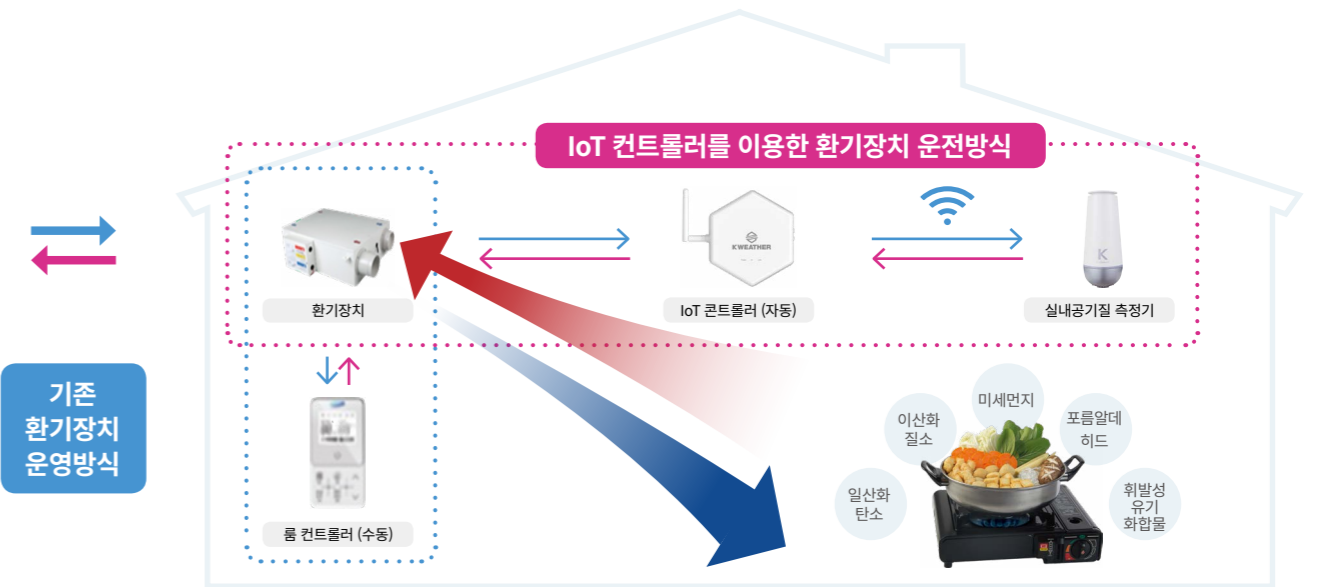 IoT 컨트롤러를 이용한 환기장치 운전방식
KWEATHER
K
환기장치
IoT 콘트롤러 (자동)
실내공기질 측정기
기존
환기장치
운영방식
룸 컨트롤러 (수동)
미세먼지
이산화
질소
포름알데
히드
일산화
탄소
휘발성
유기
화합물